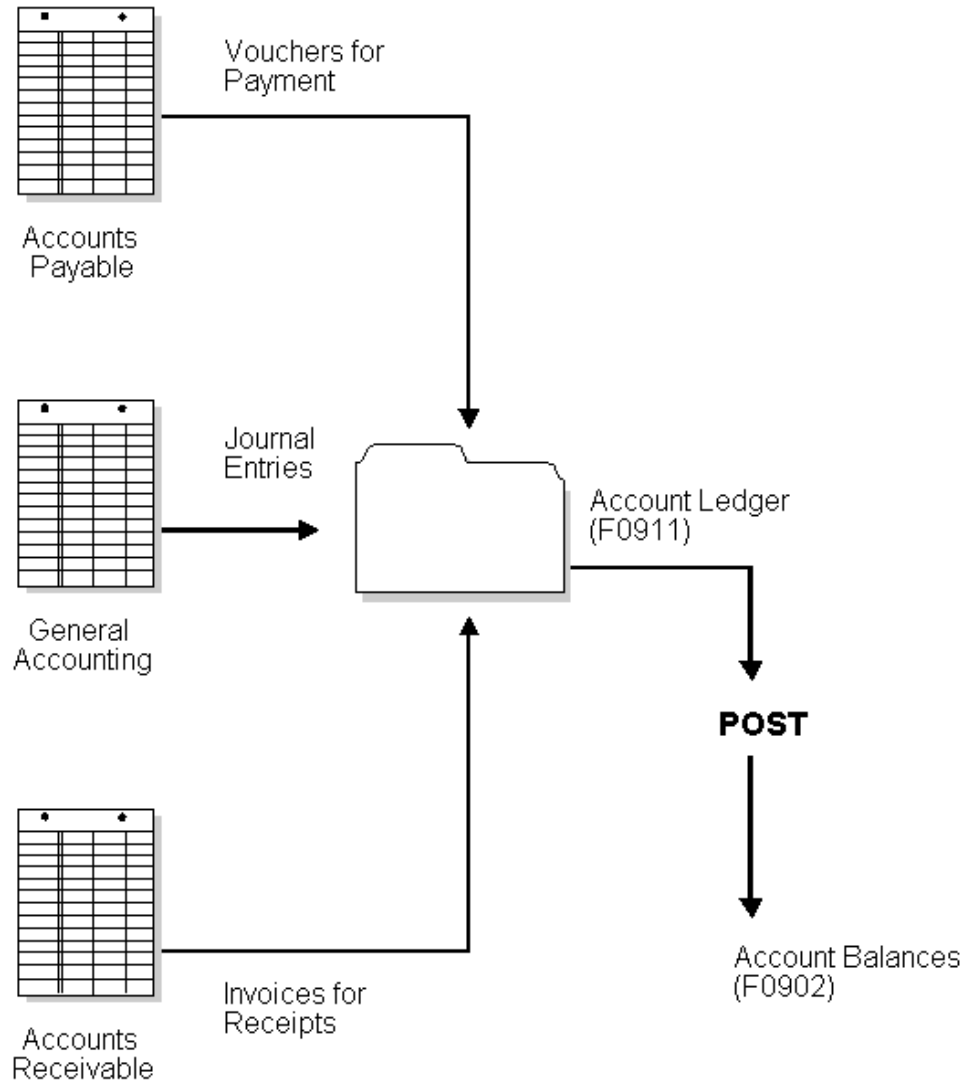 Vouchers for
Payment
Accounts
Payable
Journal
Entries
Account Ledger
(F0911)
General
Accounting
POST
Account Balances
(F0902)
Invoices for
Receipts
Accounts
Receivable